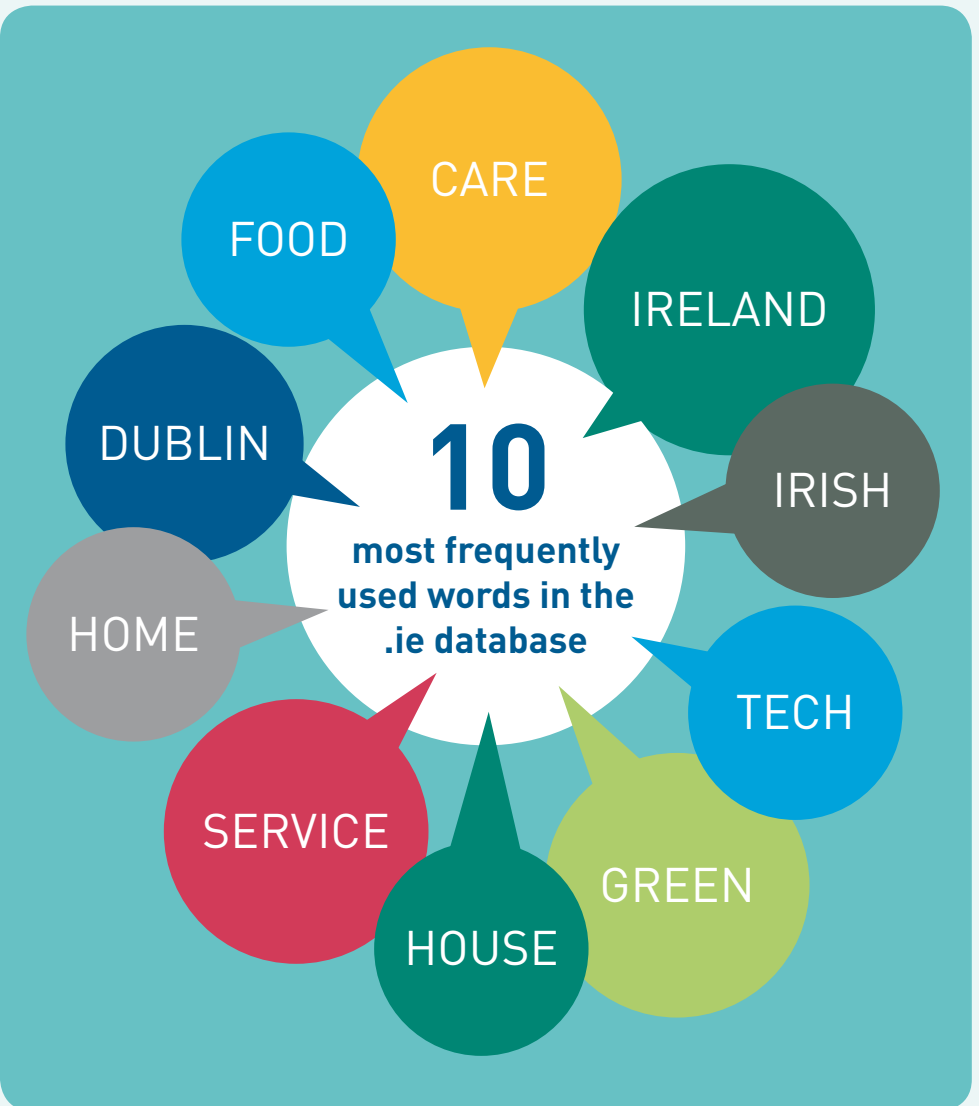 CARE
FOOD
IRELAND
DUBLIN
10
most frequently
used words in the
.ie database
IRISH
HOME
TECH
SERVICE
GREEN
HOUSE